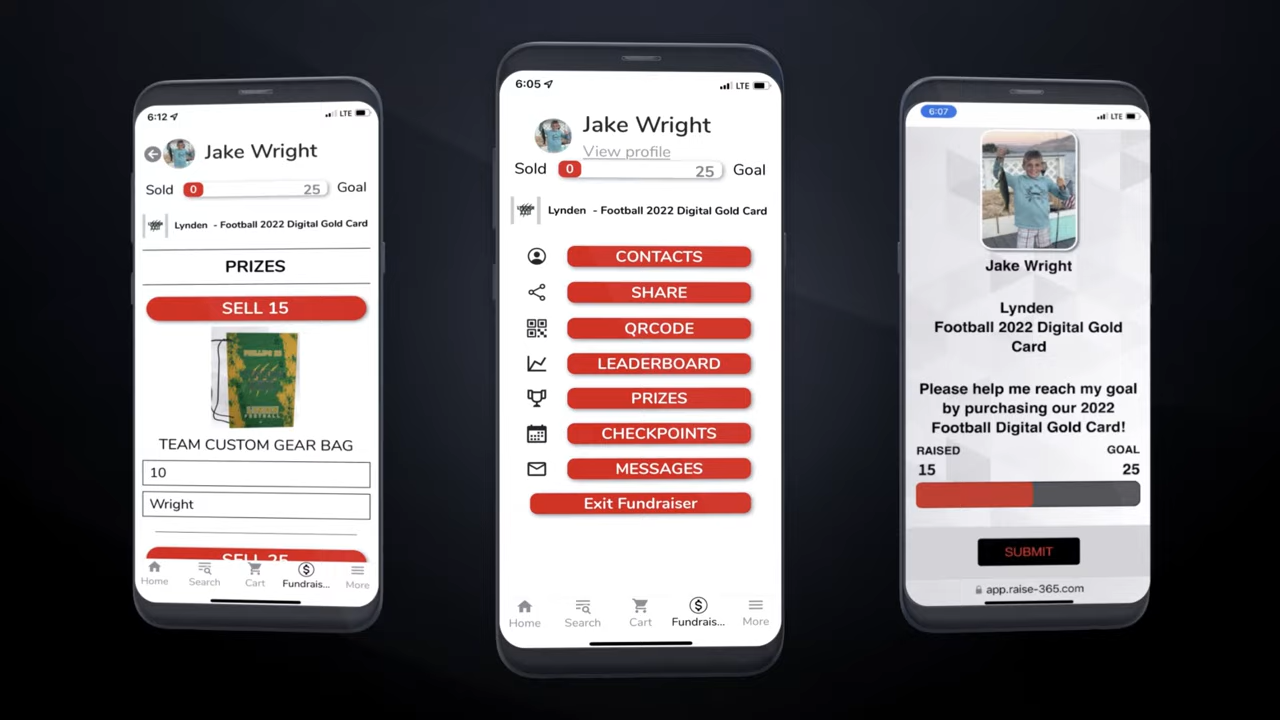 6:12
LTE
Jake Wright
Sold
0
25
Goal
Lynden - Football 2022 Digital Gold Card
PRIZES
SELL 15
TEAM CUSTOM GEAR BAG
10
Wright
SELL 25
Home
Search
Cart
Fundrais...
More
6:05
LTE
Jake Wright
View profile
Sold
0
25
Goal
Lynden - Football 2022 Digital Gold Card
CONTACTS
SHARE
QRCODE
LEADERBOARD
PRIZES
CHECKPOINTS
MESSAGES
Exit Fundraiser
Home
Search
Cart
Fundrais...
More
6:07
LTE
Jake Wright
Lynden
Football 2022 Digital Gold
Card
Please help me reach my goal
by purchasing our 2022
Football Digital Gold Card!
RAISED
GOAL
15
25
SUBMIT
app.raise-365.com